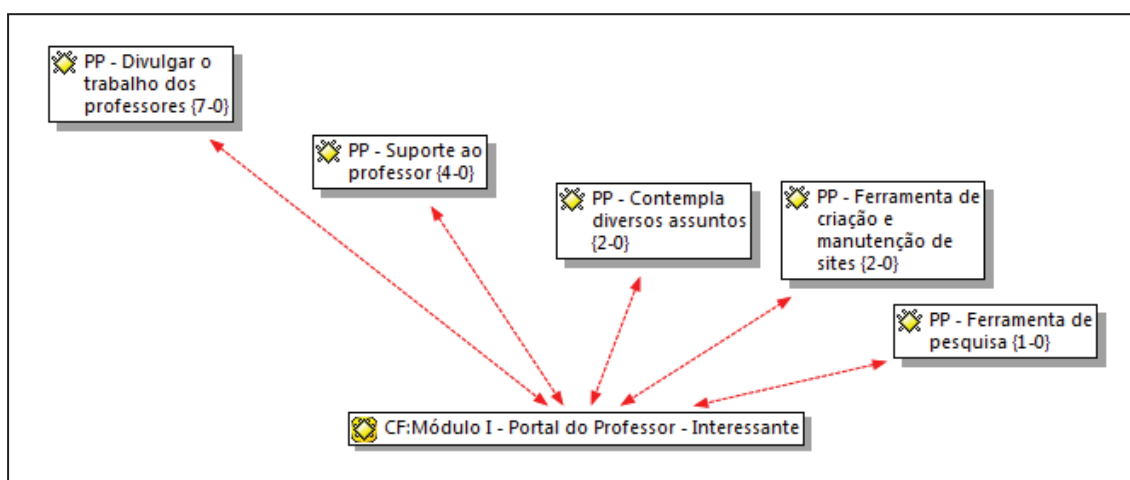 PP - Divulgar o
trabalho dos
professores {7-0}
PP - Suporte ao
professor {4-0}
PP - Contempla
diversos assuntos
{2-0}
PP - Ferramenta de
criação e
manutenção de
sites {2-0}
PP - Ferramenta de
pesquisa {1-0}
CF:Módulo I - Portal do Professor - Interessante